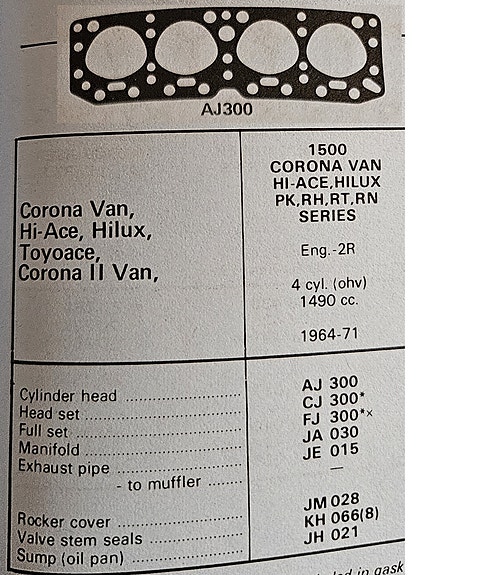 AJ300
1500
CORONA VAN
HI-ACE,HILUX
PK,RH,RT,RN
SERIES
Corona Van,
Hi-Ace, Hilux,
Toyoace,
Corona II Van,
Eng.-2R
4 cyl. (ohv)
1490 cc.
1964-71
Cylinder head ........................... AJ 300
Head set ........................... CJ 300*
Full set ........................... FJ 300*×
Manifold ........................... JA 030
Exhaust pipe ........................... JE 015
- to muffler ........ —
Rocker cover ........................... JM 028
Valve stem seals ........................... KH 066(8)
Sump (oil pan) ........................... JH 021
in gask